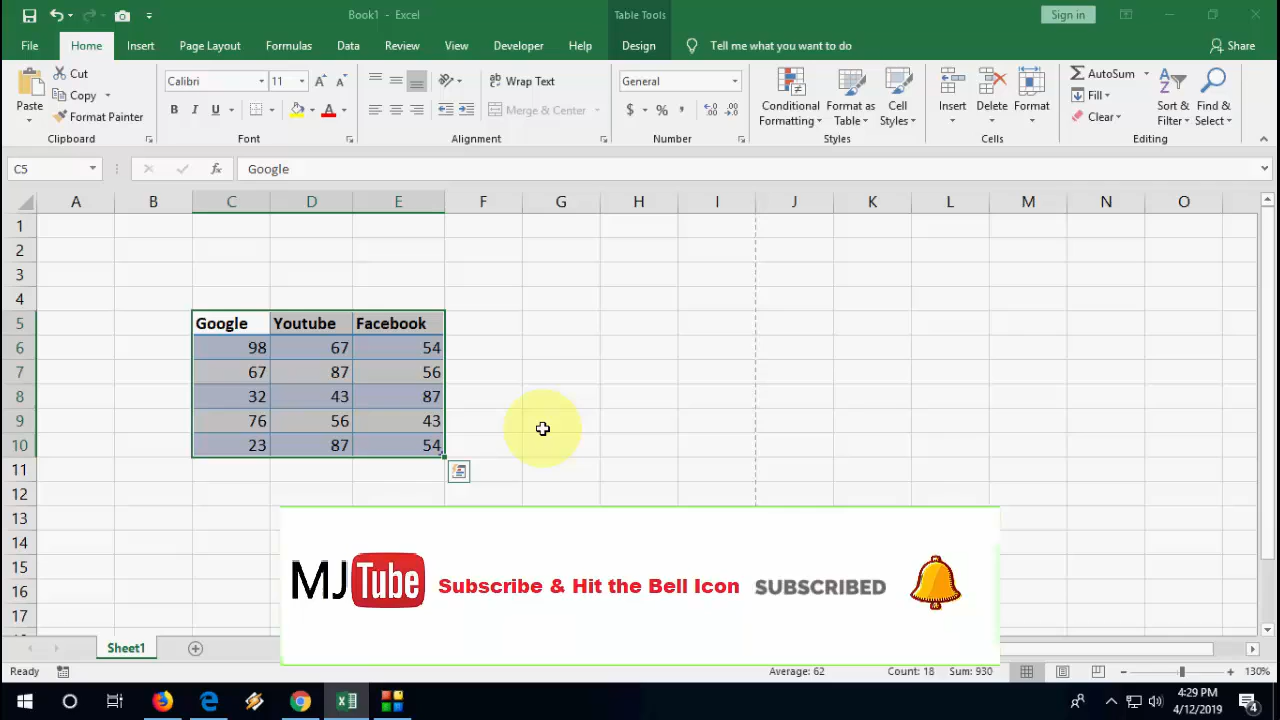 Book1 - Excel
Table Tools
Sign in
File Home Insert Page Layout Formulas Data Review View Developer Help Design Tell me what you want to do Share
Paste
Cut
Copy
Format Painter
Clipboard
Calibri 11
B I U A
Font
Wrap Text
Merge & Center
Alignment
General
$ % ,
Number
Conditional Formatting
Format as Table
Cell Styles
Styles
Insert
Delete
Format
Cells
AutoSum
Fill
Clear
Sort & Filter
Find & Select
Editing
C5 fx Google
A B C D E F G H I J K L M N O
1
2
3
4
5 Google Youtube Facebook
6 98 67 54
7 67 87 56
8 32 43 87
9 76 56 43
10 23 87 54
11
12
13
14
15
16
17
MJ Tube Subscribe & Hit the Bell Icon SUBSCRIBED
Sheet1
Ready Average: 62 Count: 18 Sum: 930 130%
4:29 PM
4/12/2019
4